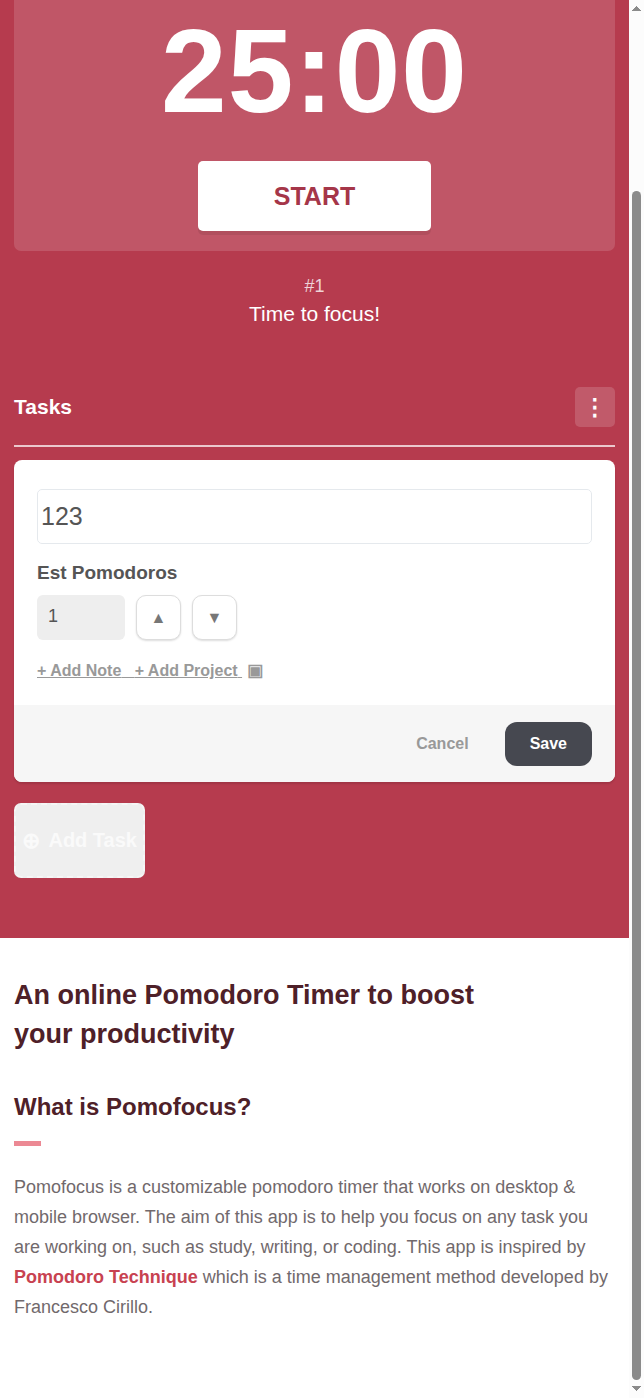 25:00
START
#1
Time to focus!
Tasks
123
Est Pomodoros
1
+ Add Note + Add Project
Cancel
Save
Add Task
An online Pomodoro Timer to boost
your productivity
What is Pomofocus?
Pomofocus is a customizable pomodoro timer that works on desktop &
mobile browser. The aim of this app is to help you focus on any task you
are working on, such as study, writing, or coding. This app is inspired by
Pomodoro Technique which is a time management method developed by
Francesco Cirillo.